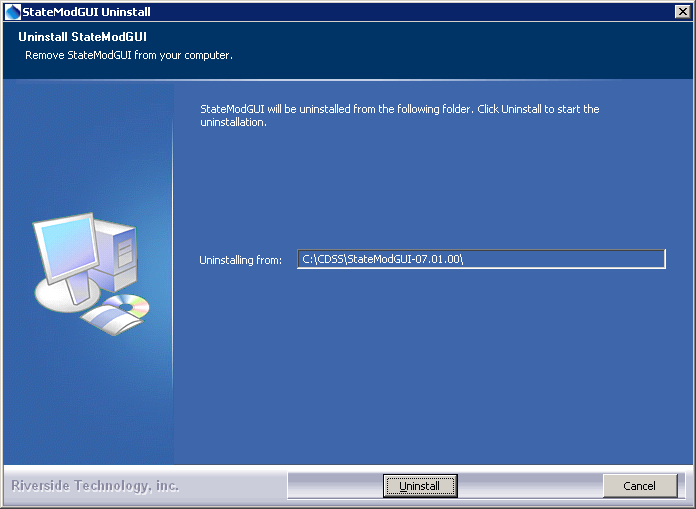 StateModGUI Uninstall
Uninstall StateModGUI
Remove StateModGUI from your computer.
StateModGUI will be uninstalled from the following folder. Click Uninstall to start the
uninstallation.
Uninstalling from: C:\CDSS\StateModGUI-07.01.00\
Riverside Technology, inc.
Uninstall
Cancel